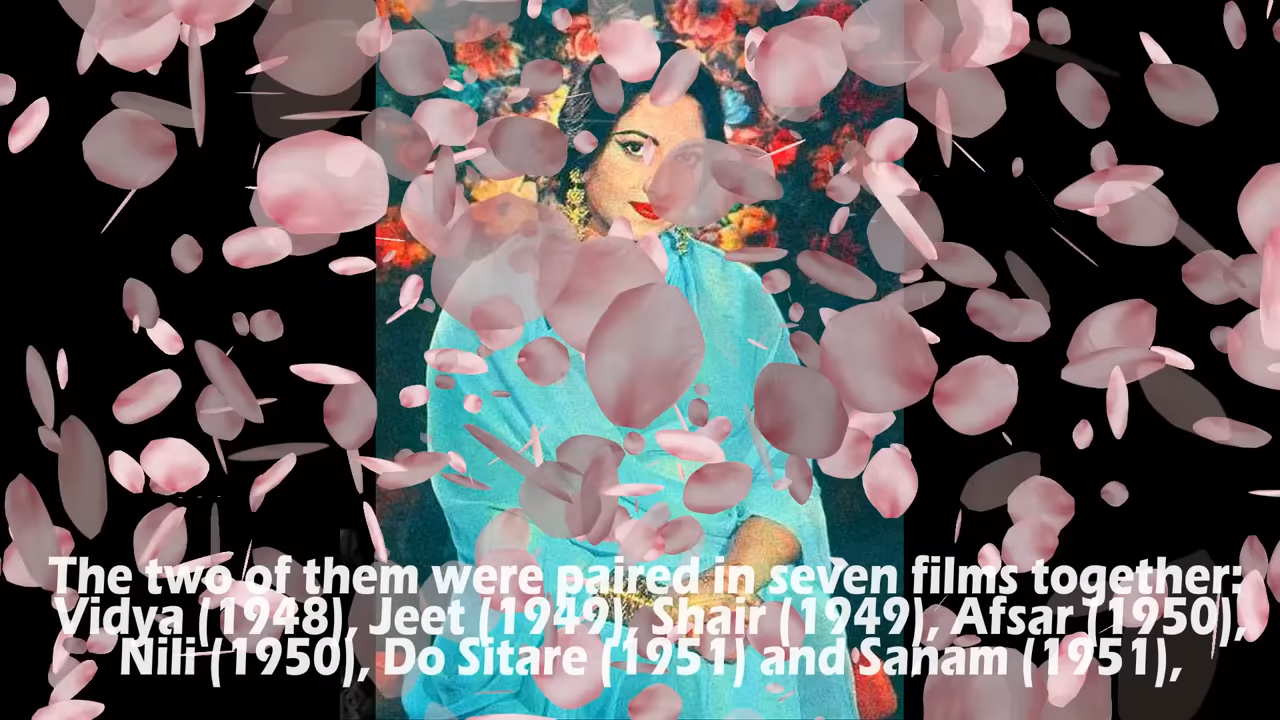 The two of them were paired in seven films together:
Vidya (1948), Jeet (1949), Shair (1949), Afsar (1950),
Nili (1950), Do Sitare (1951) and Sanam (1951),